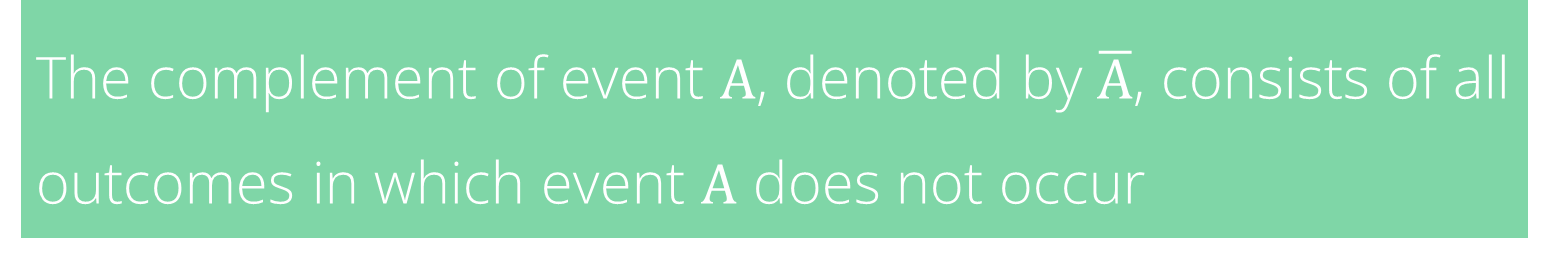 The complement of event A, denoted by A̅, consists of all
outcomes in which event A does not occur